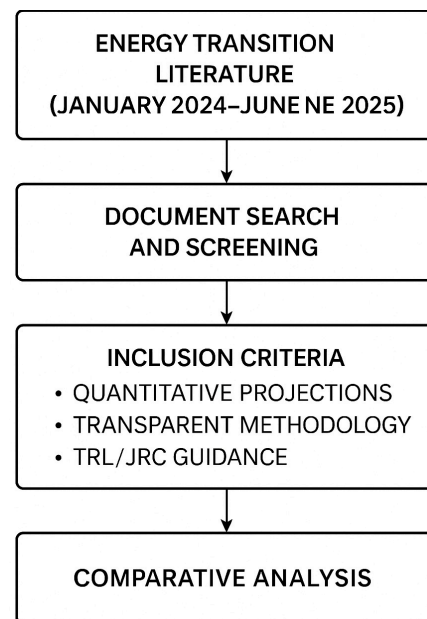 ENERGY TRANSITION
LITERATURE
(JANUARY 2024–JUNE NE 2025)
DOCUMENT SEARCH
AND SCREENING
INCLUSION CRITERIA
• QUANTITATIVE PROJECTIONS
• TRANSPARENT METHODOLOGY
• TRL/JRC GUIDANCE
COMPARATIVE ANALYSIS